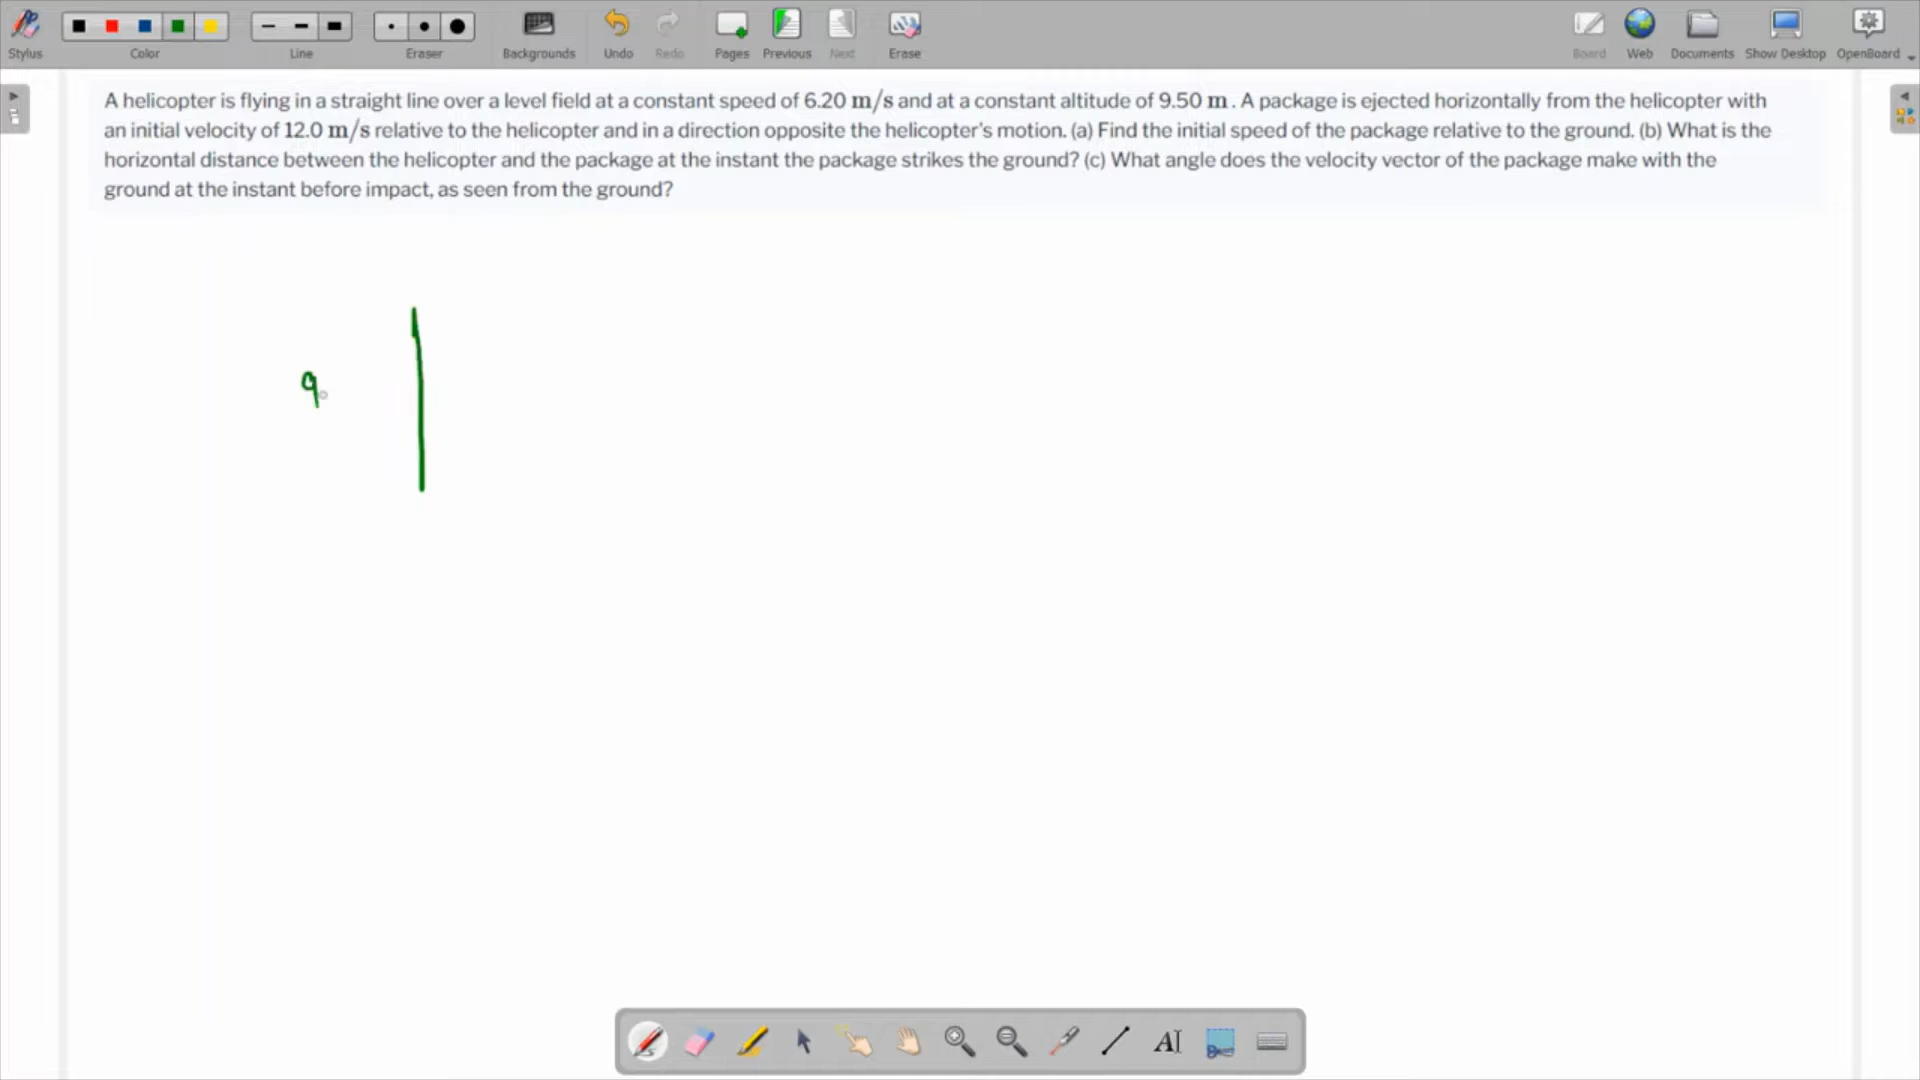 Stylus
Color
Line
Eraser
Backgrounds
Undo
Redo
Pages
Previous
Next
Erase
Board
Web
Documents
Show Desktop
OpenBoard
A helicopter is flying in a straight line over a level field at a constant speed of 6.20 m/s and at a constant altitude of 9.50 m. A package is ejected horizontally from the helicopter with
an initial velocity of 12.0 m/s relative to the helicopter and in a direction opposite the helicopter's motion. (a) Find the initial speed of the package relative to the ground. (b) What is the
horizontal distance between the helicopter and the package at the instant the package strikes the ground? (c) What angle does the velocity vector of the package make with the
ground at the instant before impact, as seen from the ground?
9
AI